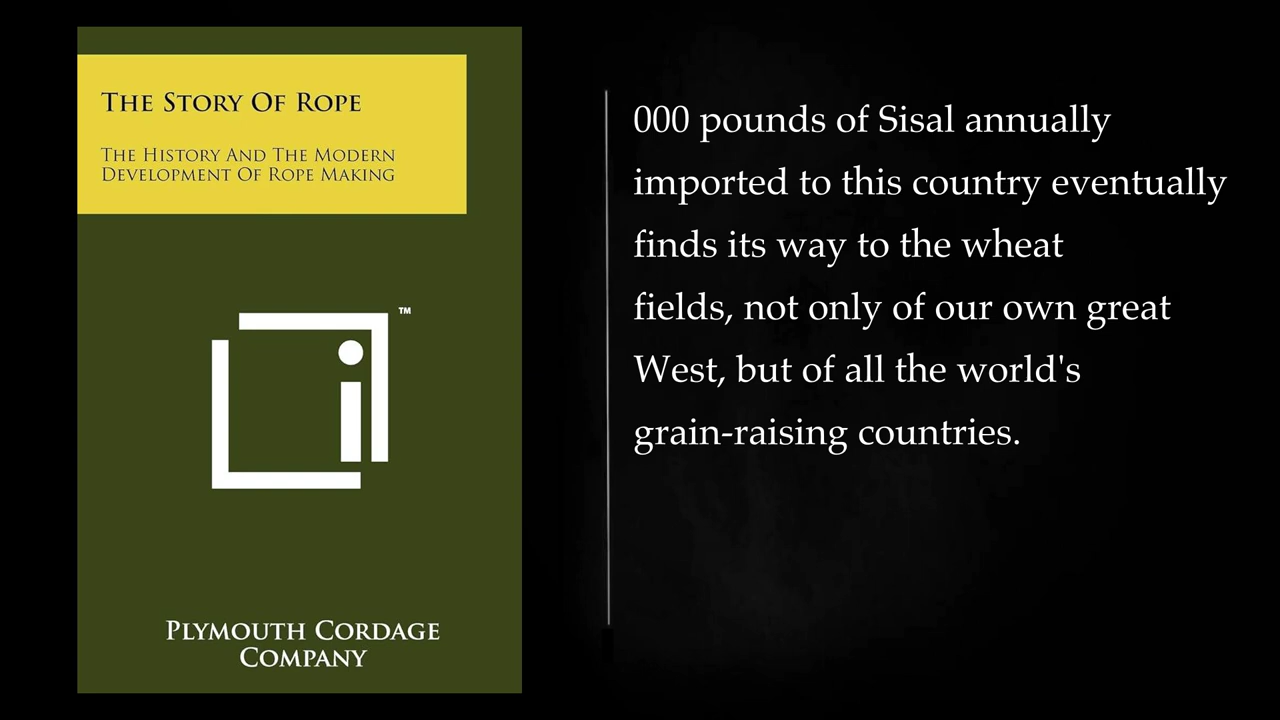 THE STORY OF ROPE
THE HISTORY AND THE MODERN
DEVELOPMENT OF ROPE MAKING
TM
PLYMOUTH CORDAGE
COMPANY
000 pounds of Sisal annually
imported to this country eventually
finds its way to the wheat
fields, not only of our own great
West, but of all the world's
grain-raising countries.